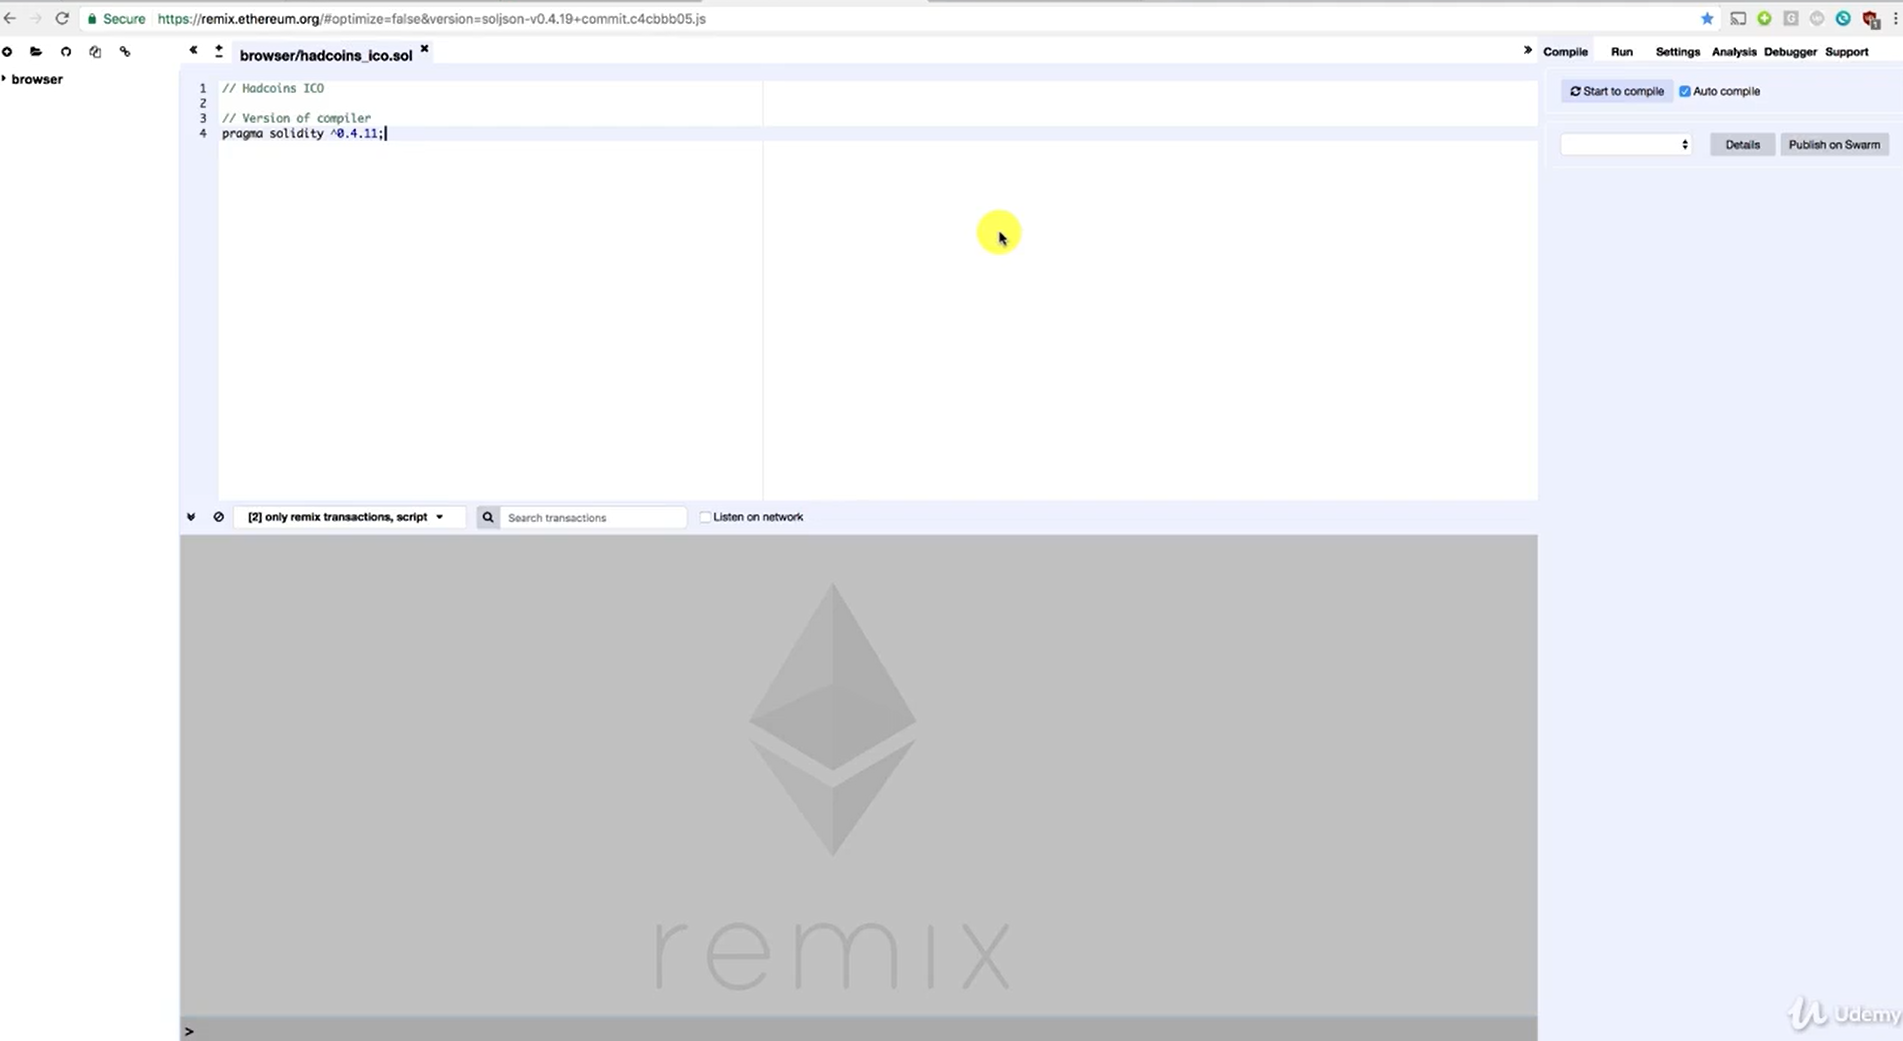 Secure https://remix.ethereum.org/#optimize=false&version=soljson-v0.4.19+commit.c4cbbb05.js
browser/hadcoins_ico.sol
Compile Run Settings Analysis Debugger Support
browser
1 // Hadcoins ICO
2
3 // Version of compiler
4 pragma solidity ^0.4.11;
Start to compile Auto compile
Details Publish on Swarm
[2] only remix transactions, script Search transactions Listen on network
remix
>
Udemy